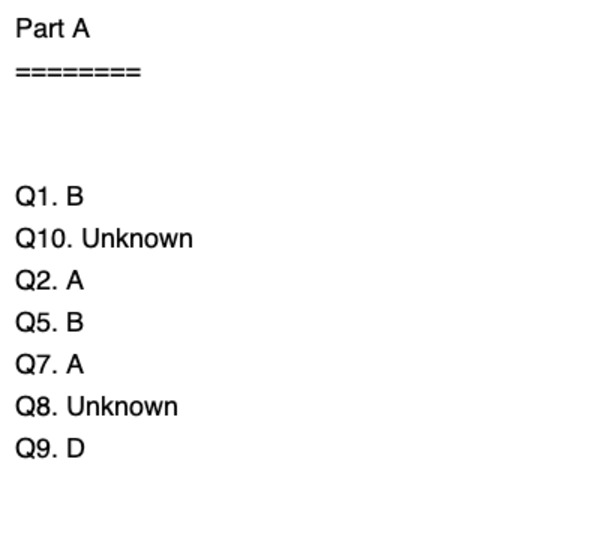 Part A
========
Q1. B
Q10. Unknown
Q2. A
Q5. B
Q7. A
Q8. Unknown
Q9. D